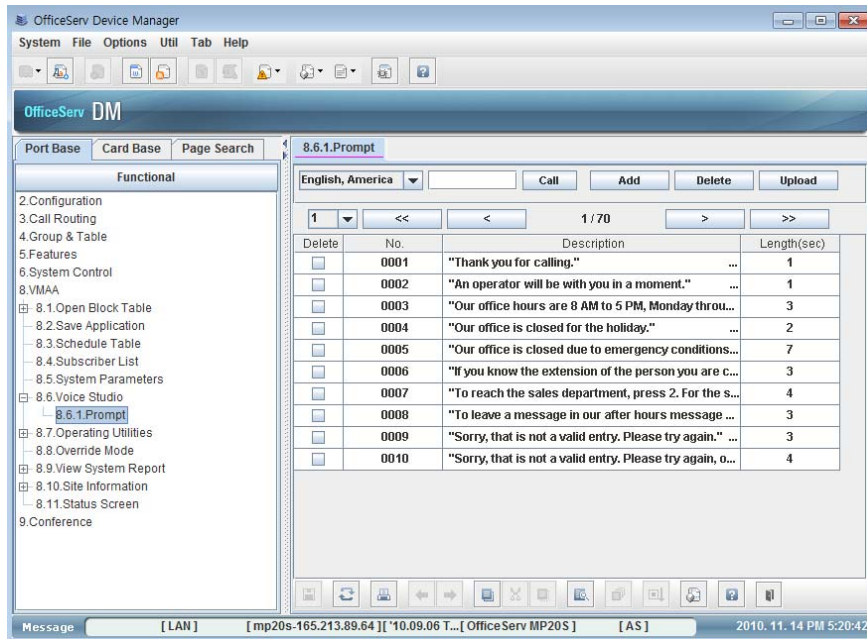 OfficeServ Device Manager
System File Options Util Tab Help
OfficeServ DM
Port Base Card Base Page Search
Functional
2.Configuration
3.Call Routing
4.Group & Table
5.Features
6.System Control
8.VMAA
8.1.Open Block Table
8.2.Save Application
8.3.Schedule Table
8.4.Subscriber List
8.5.System Parameters
8.6.Voice Studio
8.6.1.Prompt
8.7.Operating Utilities
8.8.Override Mode
8.9.View System Report
8.10.Site Information
8.11.Status Screen
9.Conference
8.6.1.Prompt
English, America Call Add Delete Upload
1 << < 1 / 70 > >>
Delete No. Description Length(sec)
0001 "Thank you for calling." ... 1
0002 "An operator will be with you in a moment." ... 1
0003 "Our office hours are 8 AM to 5 PM, Monday throu... 3
0004 "Our office is closed for the holiday." ... 2
0005 "Our office is closed due to emergency conditions... 7
0006 "If you know the extension of the person you are c... 3
0007 "To reach the sales department, press 2. For the s... 4
0008 "To leave a message in our after hours message ... 3
0009 "Sorry, that is not a valid entry. Please try again." ... 3
0010 "Sorry, that is not a valid entry. Please try again, o... 4
Message [ LAN ] [ mp20s-165.213.89.64 ][ '10.09.06 T...[ OfficeServ MP20S ] [ AS ] 2010. 11. 14 PM 5:20:42